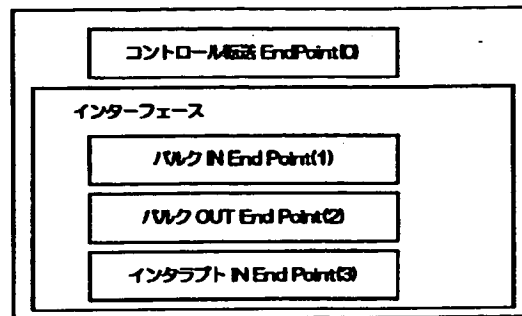 コントロール転送 EndPoint(0)
インターフェース
バルク IN End Point(1)
バルク OUT End Point(2)
インタラプト IN End Point(3)